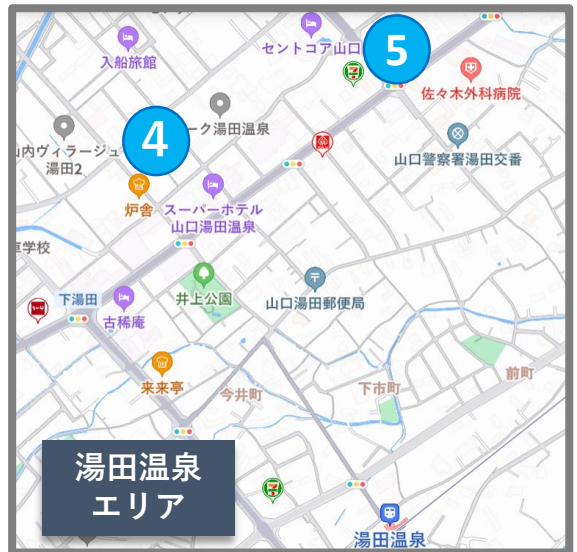 入船旅館
セントコア山口
5
佐々木外科病院
4
ーク湯田温泉
山口警察署湯田交番
内ヴィラージュ
湯田2
炉舎
スーパーホテル
山口湯田温泉
学校
下湯田
井上公園
山口湯田郵便局
古稀庵
来来亭
今井町
下市町
前町
湯田温泉
エリア
湯田温泉